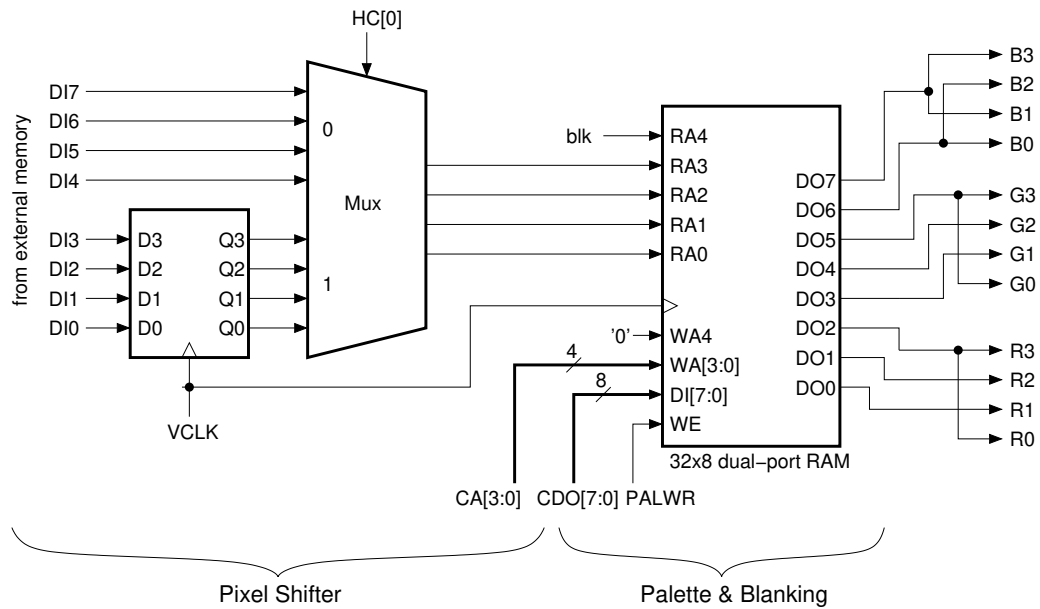 HC[0]
from external memory
DI7
DI6
DI5
DI4
DI3
DI2
DI1
DI0
D3
D2
D1
D0
Q3
Q2
Q1
Q0
VCLK
0
Mux
1
blk
'0'
4
8
RA4
RA3
RA2
RA1
RA0
WA4
WA[3:0]
DI[7:0]
WE
DO7
DO6
DO5
DO4
DO3
DO2
DO1
DO0
32x8 dual−port RAM
B3
B2
B1
B0
G3
G2
G1
G0
R3
R2
R1
R0
CA[3:0]
CDO[7:0]
PALWR
Pixel Shifter
Palette & Blanking